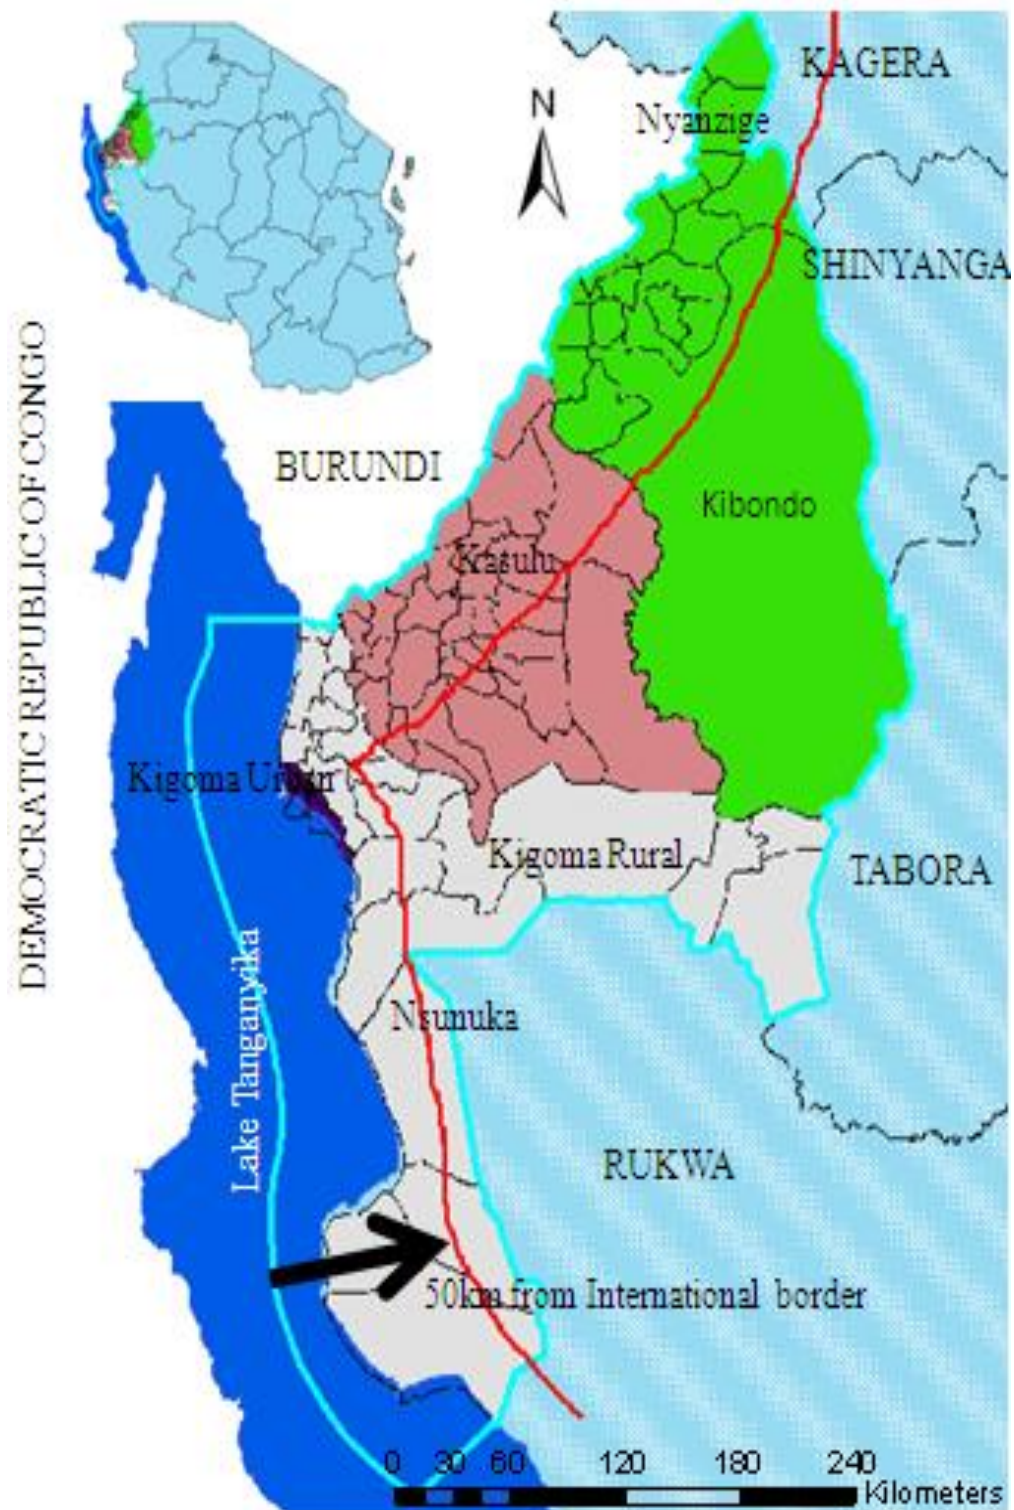 KAGERA
N
Nyanzige
SHINYANGA
DEMOCRATIC REPUBLIC OF CONGO
BURUNDI
Kibondo
Kasulu
Kigoma Urban
Kigoma Rural
TABORA
Lake Tanganyika
Nsunuka
RUKWA
50km from International border
0 30 60 120 180 240
Kilometers